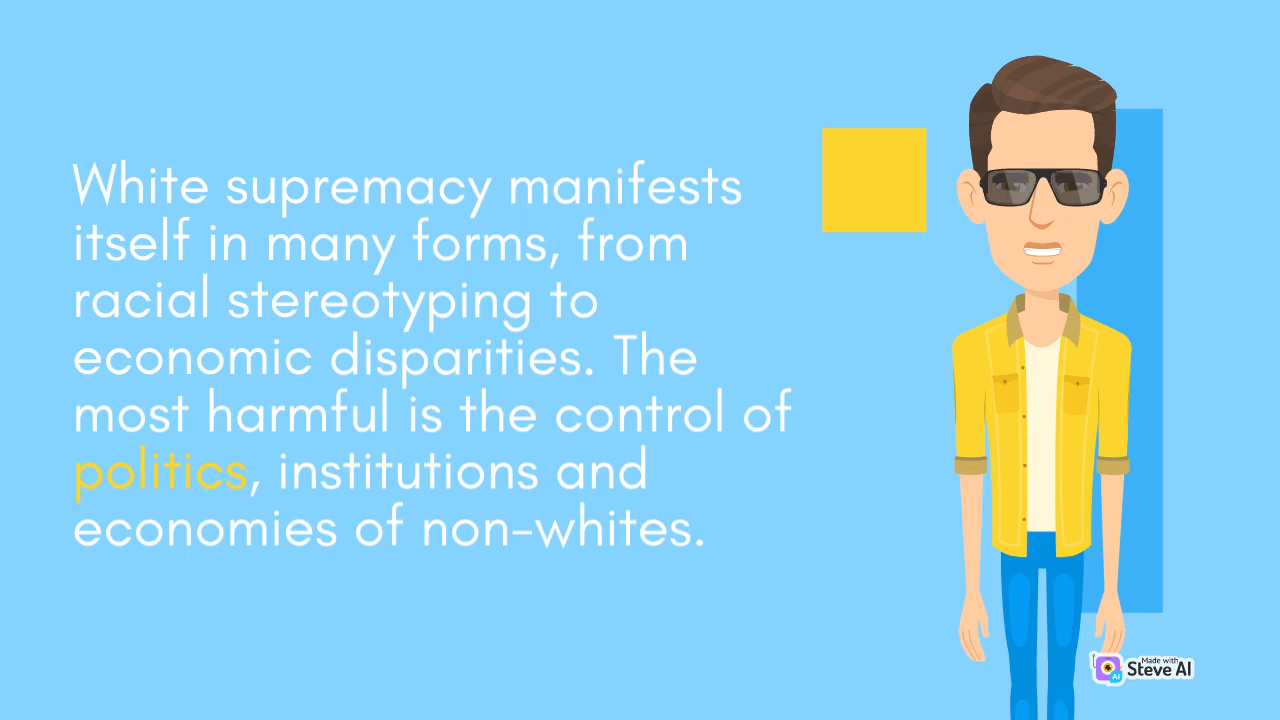 White supremacy manifests
itself in many forms, from
racial stereotyping to
economic disparities. The
most harmful is the control of
politics, institutions and
economies of non-whites.
Made with
Steve AI
AI